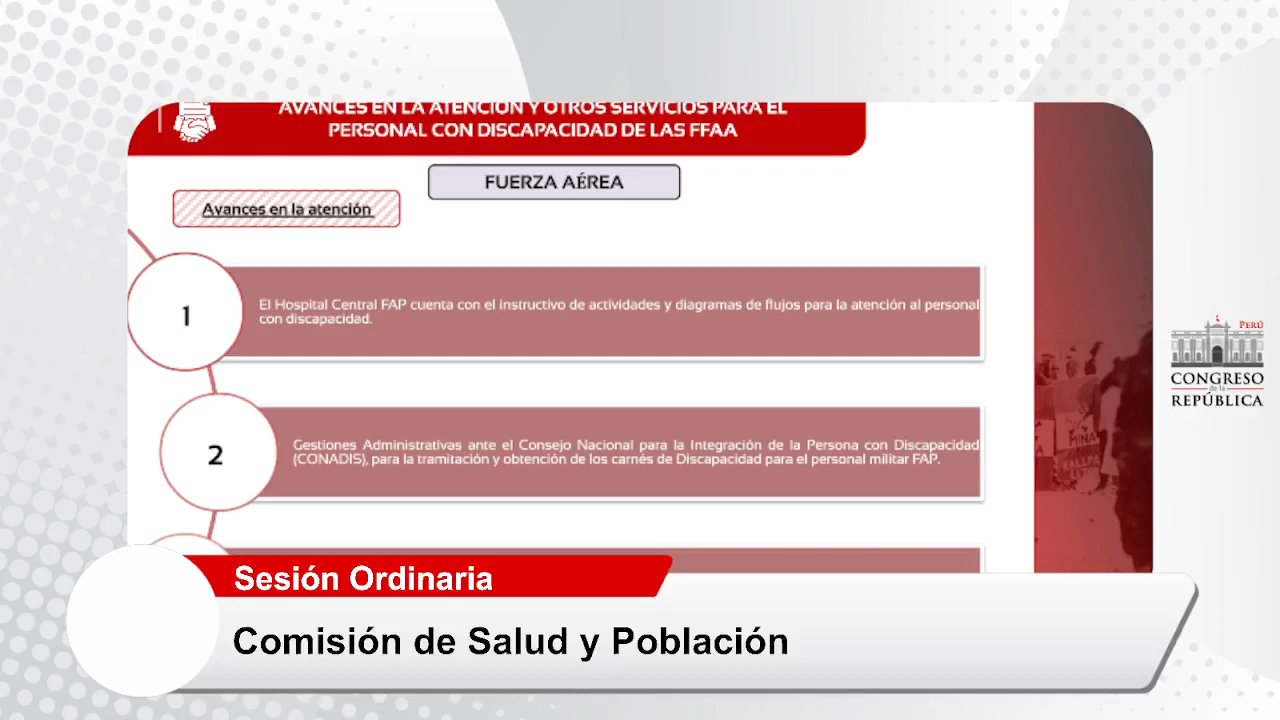 AVANCES EN LA ATENCIÓN Y OTROS SERVICIOS PARA EL
PERSONAL CON DISCAPACIDAD DE LAS FFAA
FUERZA AÉREA
Avances en la atención
1
El Hospital Central FAP cuenta con el instructivo de actividades y diagramas de flujos para la atención al personal
con discapacidad.
2
Gestiones Administrativas ante el Consejo Nacional para la Integración de la Persona con Discapacidad
(CONADIS), para la tramitación y obtención de los carnés de Discapacidad para el personal militar FAP.
MINA
KALLPA
PERÚ
CONGRESO
de la
REPÚBLICA
Sesión Ordinaria
Comisión de Salud y Población